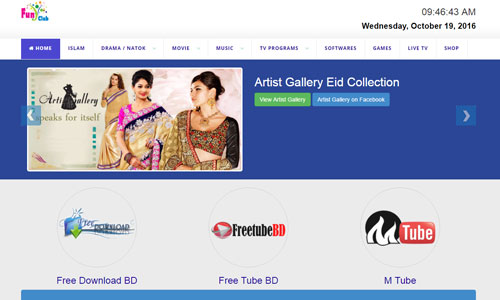 Fun Club
09:46:43 AM
Wednesday, October 19, 2016
HOME ISLAM DRAMA / NATOK MOVIE MUSIC TV PROGRAMS SOFTWARES GAMES LIVE TV SHOP
Artist Gallery
speaks for itself
Artist Gallery Eid Collection
View Artist Gallery Artist Gallery on Facebook
Free DOWNLOAD
FreetubeBD
M Tube
Free Download BD
Free Tube BD
M Tube